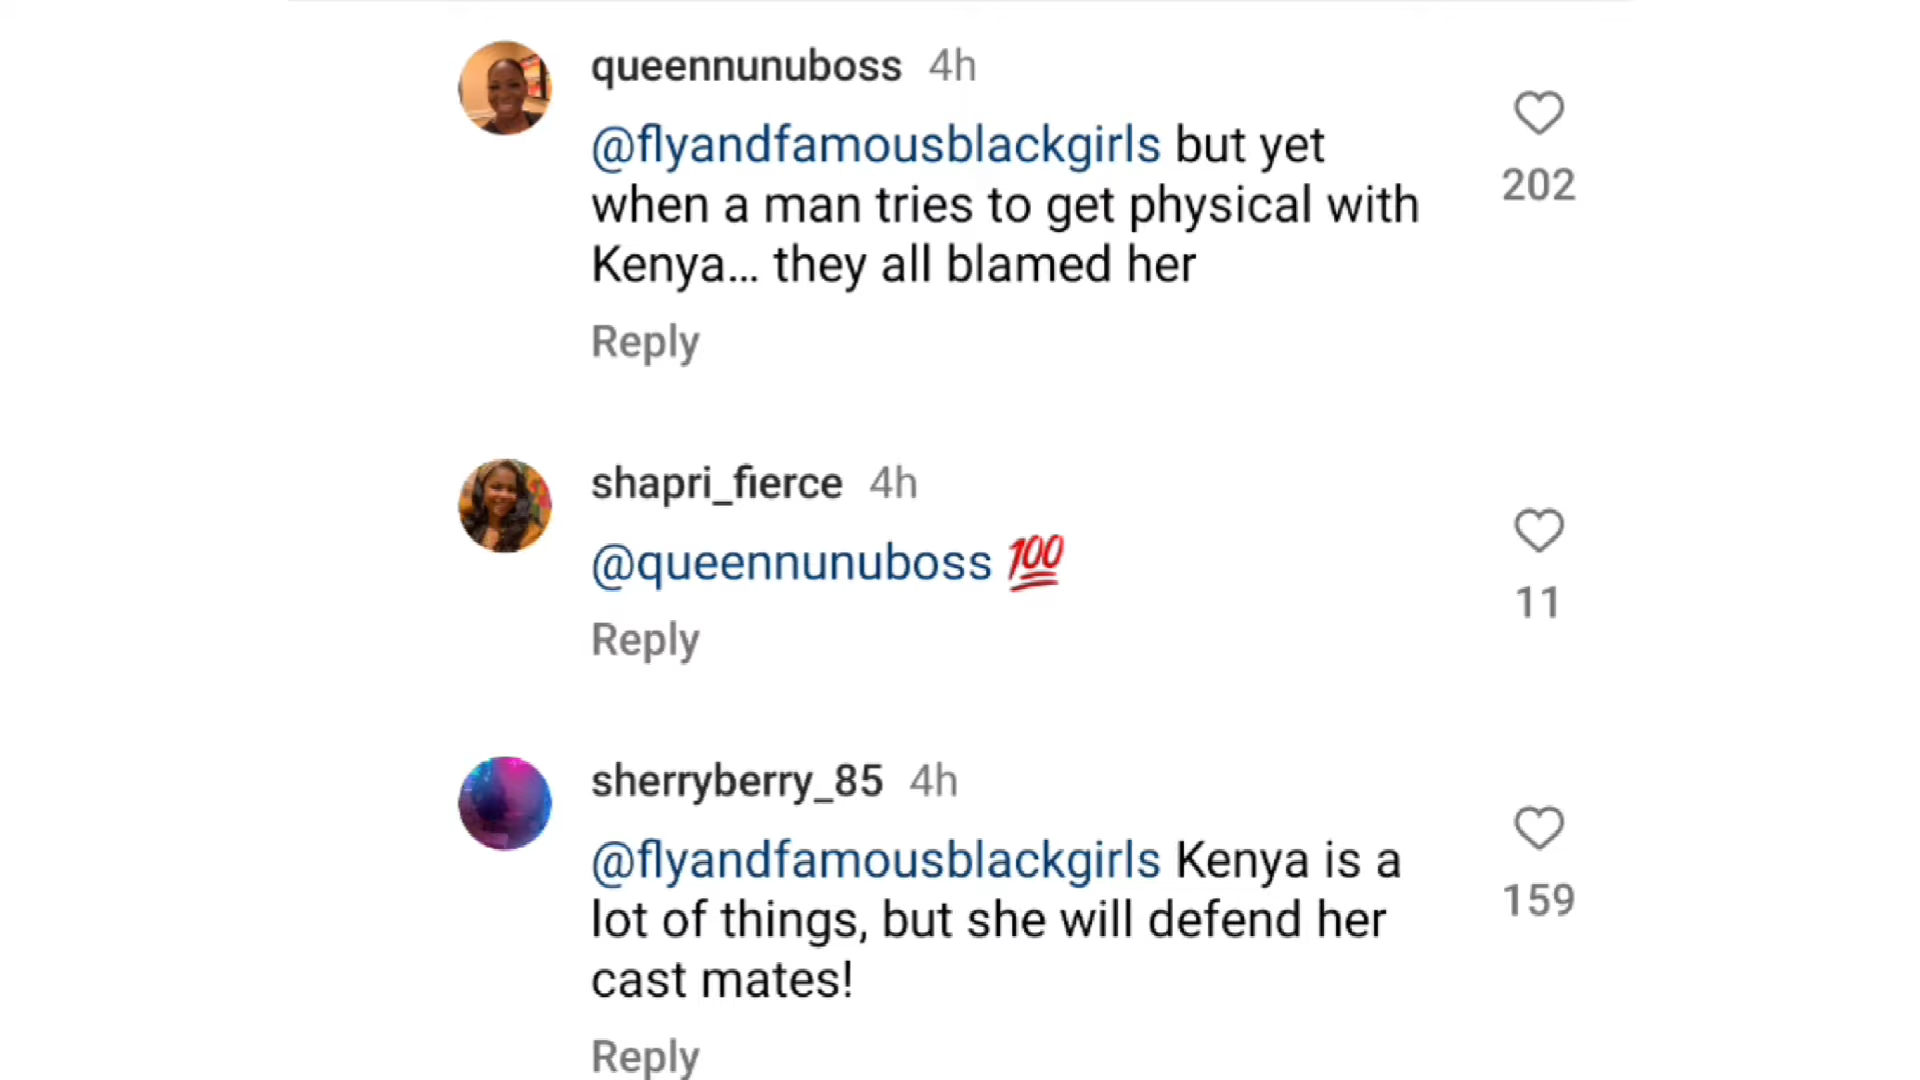 queennunuboss 4h
@flyandfamousblackgirls but yet
when a man tries to get physical with
Kenya... they all blamed her
202
Reply
shapri_fierce 4h
@queennunuboss 💯
11
Reply
sherryberry_85 4h
@flyandfamousblackgirls Kenya is a
lot of things, but she will defend her
cast mates!
159
Reply